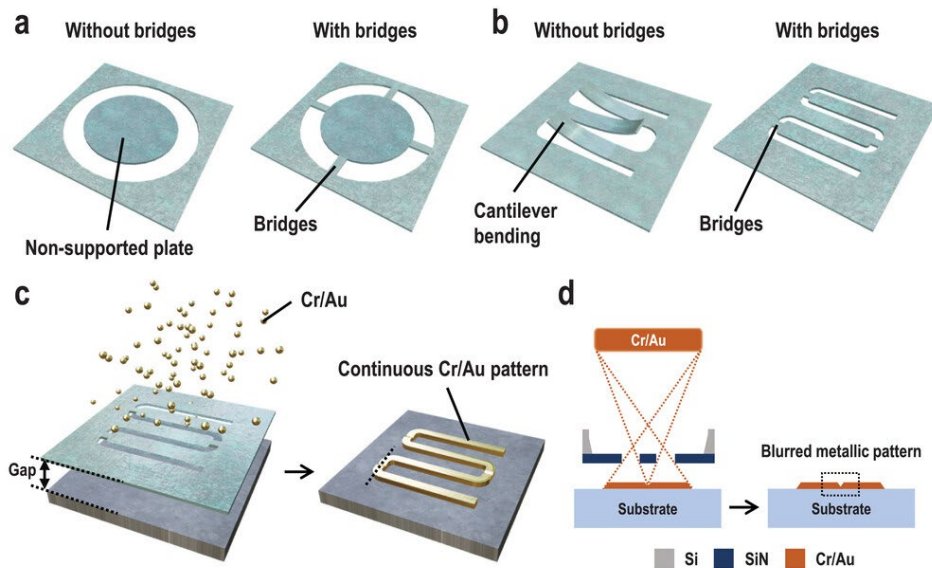 a
Without bridges
With bridges
Non-supported plate
Bridges
b
Without bridges
With bridges
Cantilever
bending
Bridges
c
Cr/Au
Gap
Continuous Cr/Au pattern
d
Cr/Au
Substrate
Blurred metallic pattern
Substrate
Si
SiN
Cr/Au